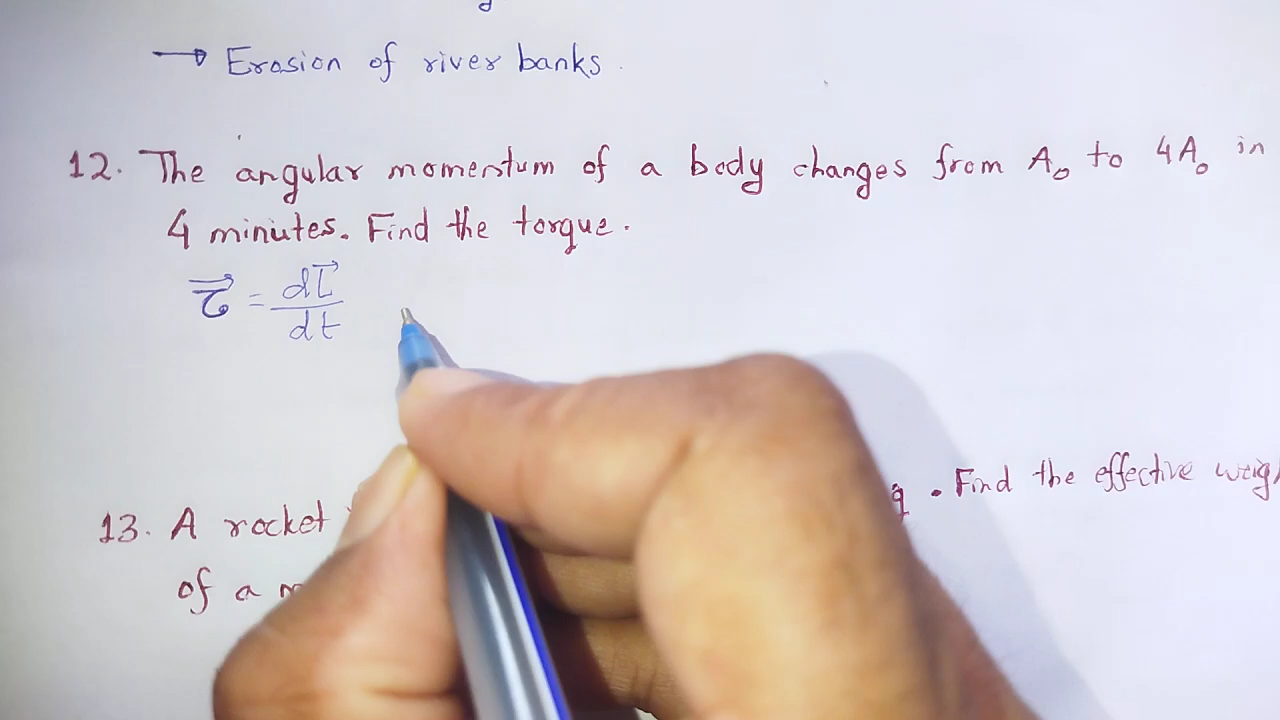 → Erosion of river banks.
12. The angular momentum of a body changes from A₀ to 4A₀ in
4 minutes. Find the torque.
τ⃗ = dL⃗/dt
13. A rocket g. Find the effective
of a